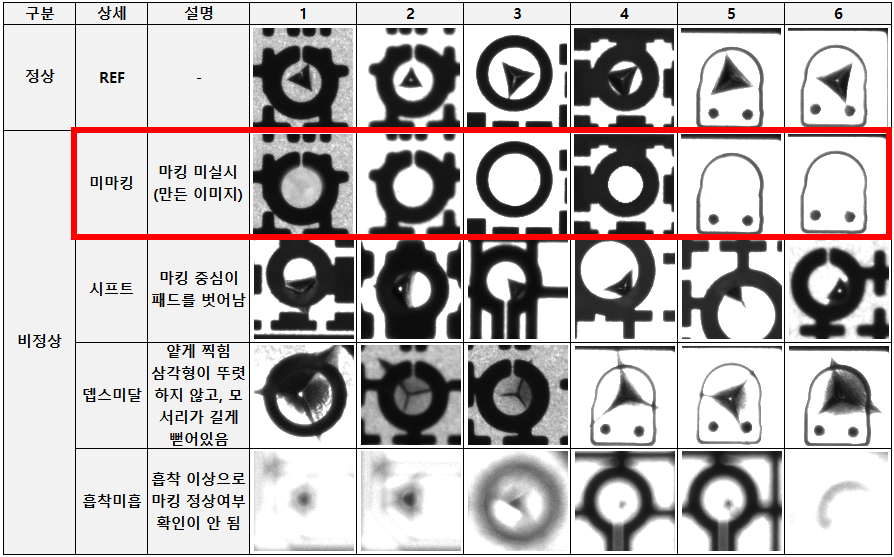 구분 상세 설명 1 2 3 4 5 6
정상 REF -
비정상
미마킹 마킹 미실시
(만든 이미지)
시프트 마킹 중심이
패드를 벗어남
뎁스미달 얕게 찍힘
삼각형이 뚜렷
하지 않고, 모
서리가 길게
뻗어있음
흡착미흡 흡착 이상으로
마킹 정상여부
확인이 안 됨